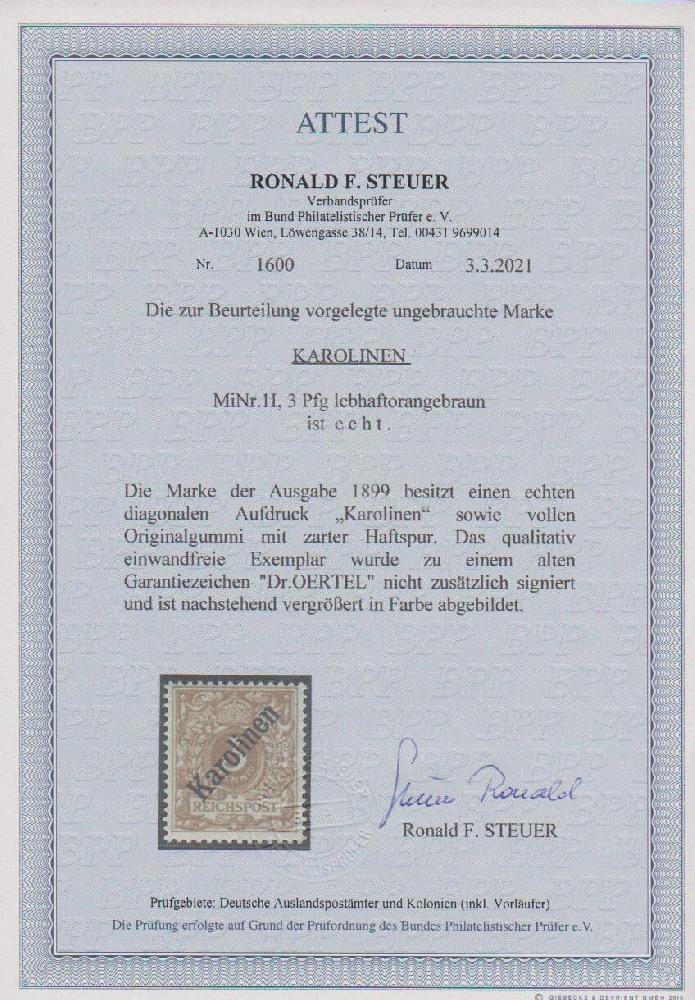 ATTEST
RONALD F. STEUER
Verbandsprüfer
im Bund Philatelistischer Prüfer e. V.
A-1030 Wien, Löwengasse 38/14, Tel. 00431 9699014
Nr. 1600 Datum 3.3.2021
Die zur Beurteilung vorgelegte ungebrauchte Marke
KAROLINEN
MiNr.1I, 3 Pfg lebhaftorangebraun
ist echt.
Die Marke der Ausgabe 1899 besitzt einen echten
diagonalen Aufdruck „Karolinen“ sowie vollen
Originalgummi mit zarter Haftspur. Das qualitativ
einwandfreie Exemplar wurde zu einem alten
Garantiezeichen "Dr.OERTEL" nicht zusätzlich signiert
und ist nachstehend vergrößert in Farbe abgebildet.
Karolinen
REICHSPOST
Steuer Ronald
Ronald F. STEUER
Prüfgebiete: Deutsche Auslandspostämter und Kolonien (inkl. Vorläufer)
Die Prüfung erfolgte auf Grund der Prüfordnung des Bundes Philatelistischer Prüfer e.V.
© GIESECKE & DEVRIENT GMBH